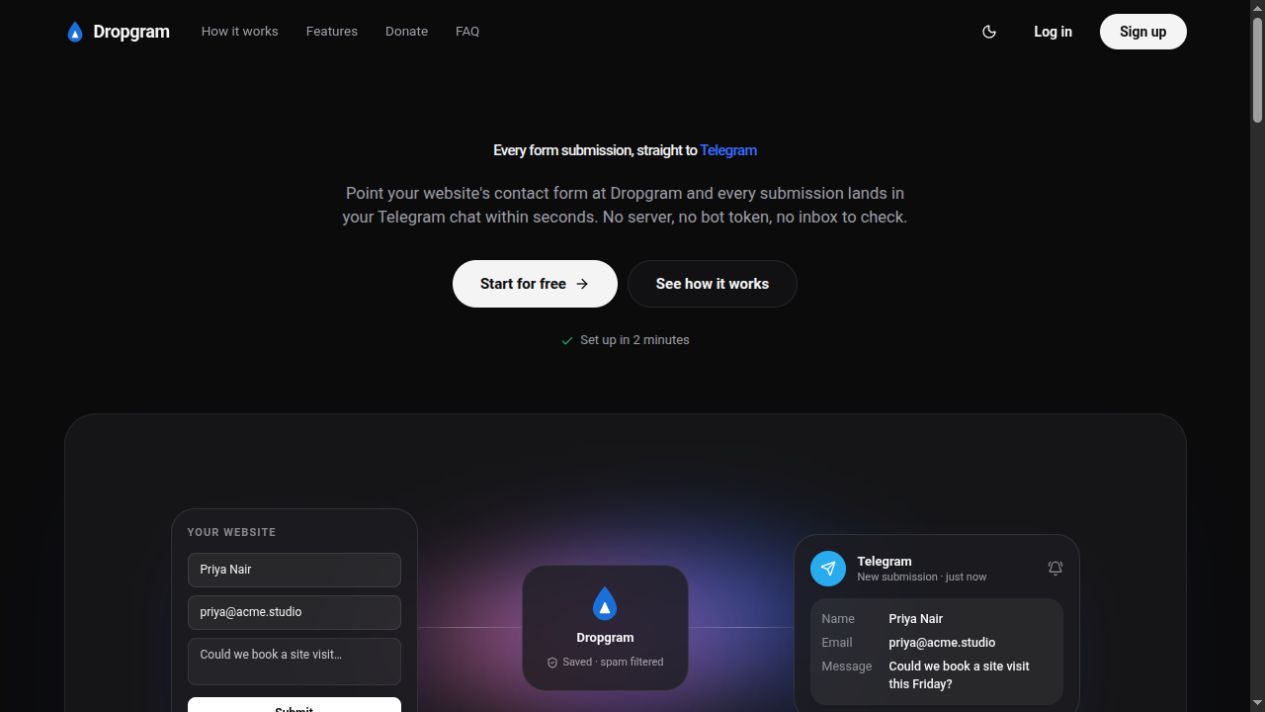 Dropgram
How it works
Features
Donate
FAQ
Log in
Sign up
Every form submission, straight to Telegram
Point your website's contact form at Dropgram and every submission lands in
your Telegram chat within seconds. No server, no bot token, no inbox to check.
Start for free
See how it works
Set up in 2 minutes
YOUR WEBSITE
Priya Nair
priya@acme.studio
Could we book a site visit…
Submit
Dropgram
Saved · spam filtered
Telegram
New submission · just now
Name Priya Nair
Email priya@acme.studio
Message Could we book a site visit
this Friday?